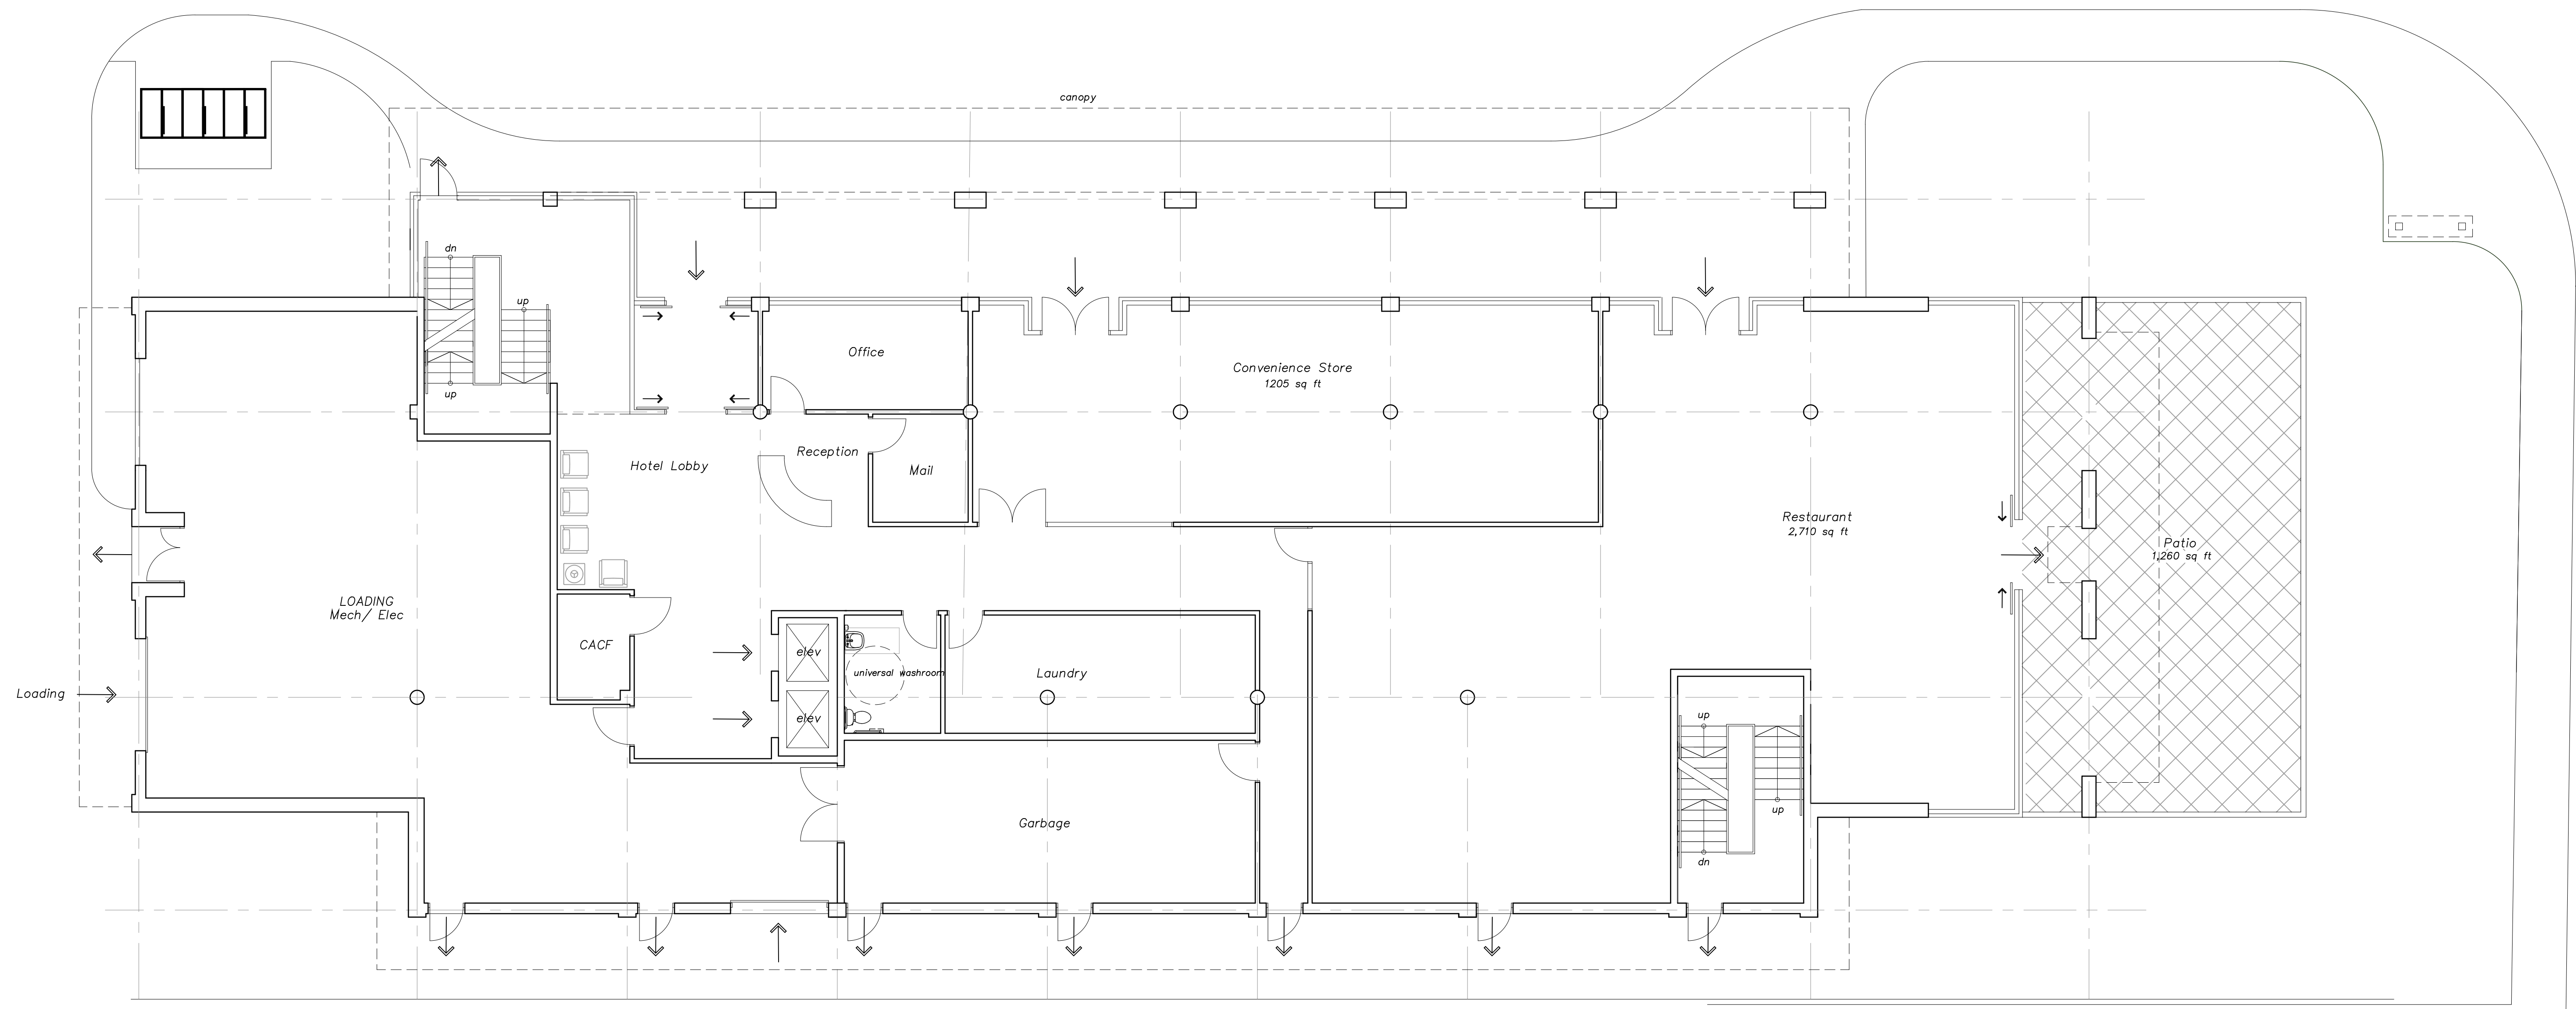 canopy
dn
up
up
Office
Convenience Store
1205 sq ft
Reception
Hotel Lobby
Mail
Restaurant
2,710 sq ft
Patio
1,260 sq ft
LOADING
Mech/ Elec
CACF
elev
universal washroom
Laundry
Loading
elev
up
up
Garbage
dn